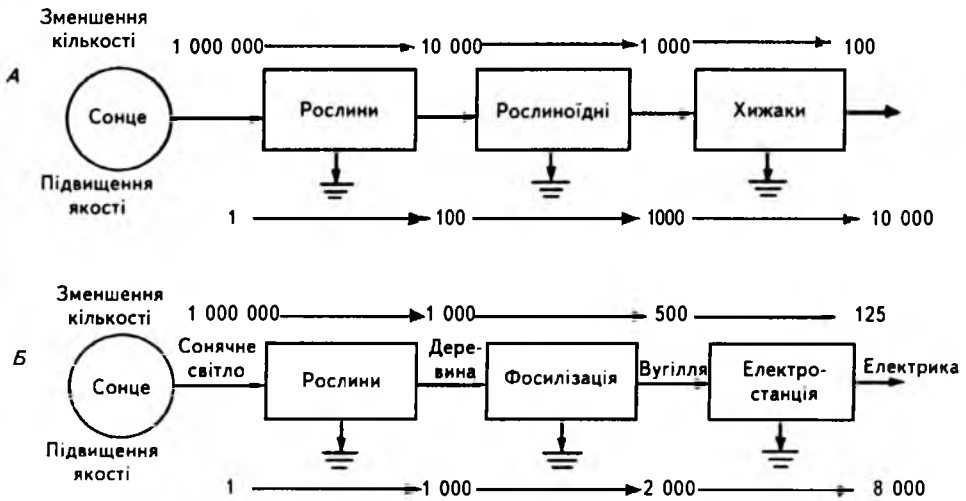 Зменшення
кількості
1 000 000 10 000 1 000 100
А
Сонце
Рослини
Рослиноїдні
Хижаки
Підвищення
якості
1 100 1000 10 000
Зменшення
кількості
1 000 000 1 000 500 125
Б
Сонце
Сонячне
світло
Рослини
Дере-
вина
Фосилізація
Вугілля
Електро-
станція
Електрика
Підвищення
якості
1 1 000 2 000 8 000